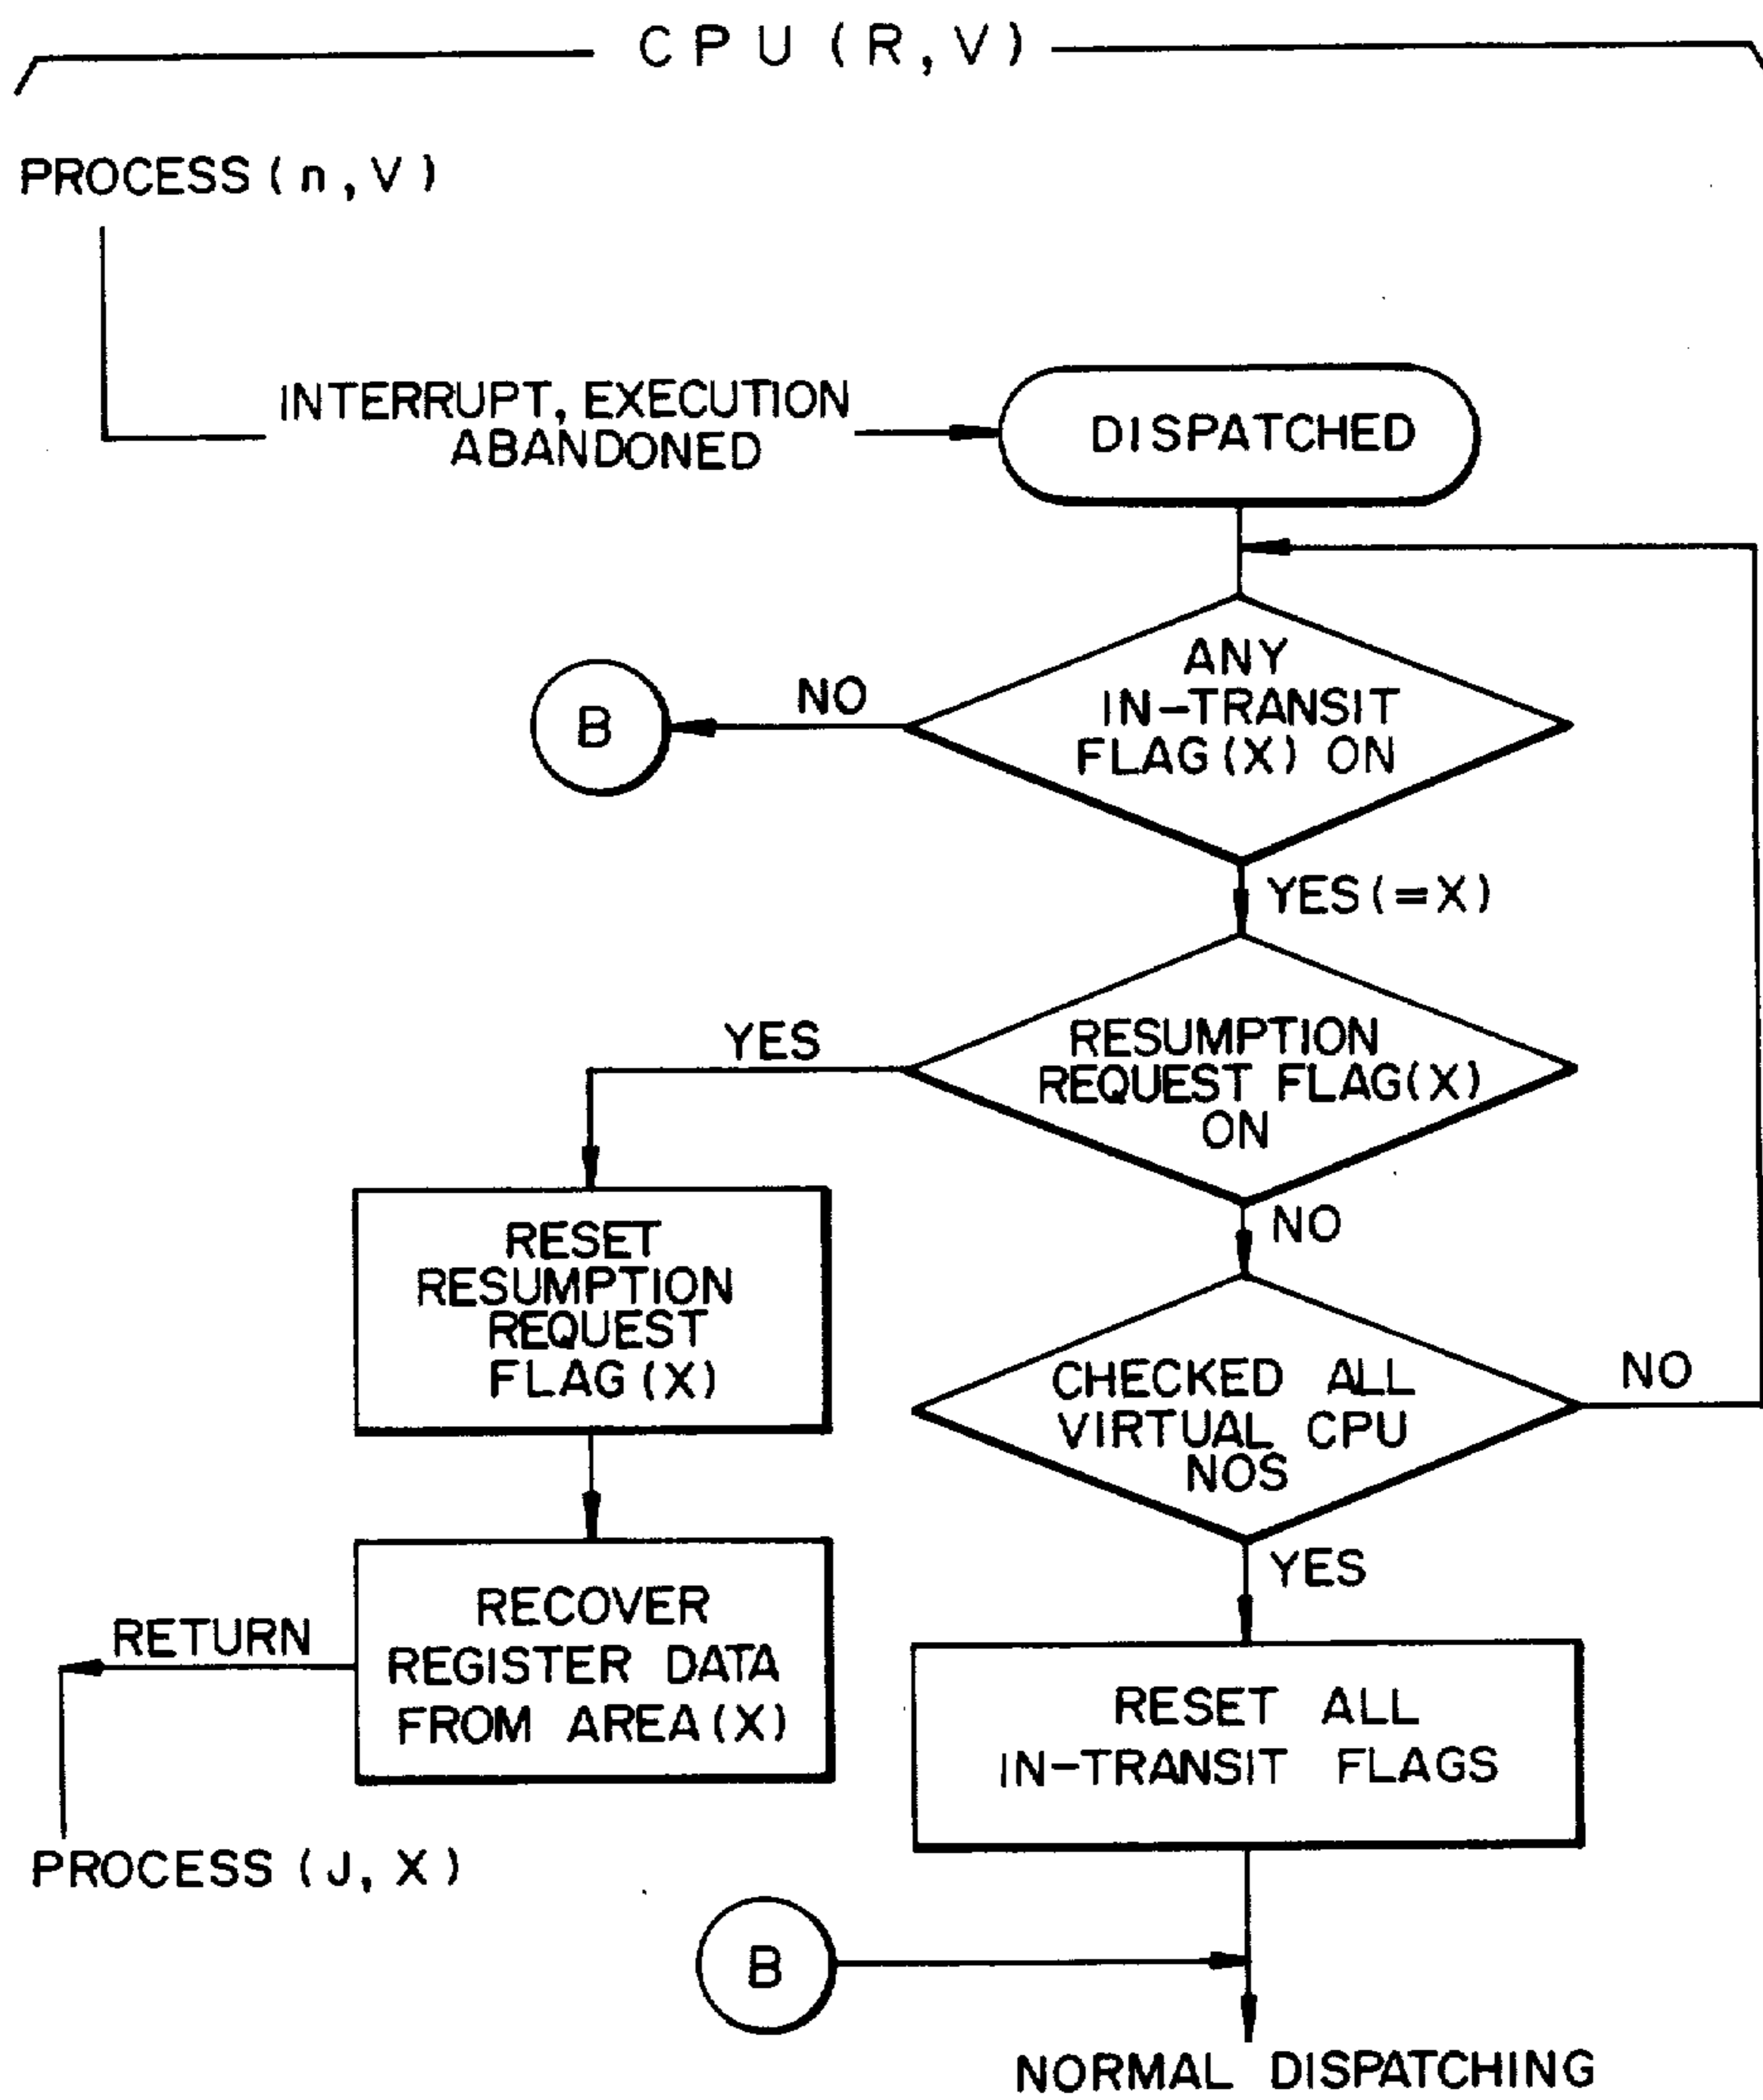 CPU (R,V)
PROCESS(n,V)
INTERRUPT, EXECUTION
ABANDONED
DISPATCHED
ANY
IN-TRANSIT
FLAG(X) ON
NO
B
YES(=X)
RESUMPTION
REQUEST FLAG(X)
ON
YES
NO
RESET
RESUMPTION
REQUEST
FLAG(X)
CHECKED ALL
VIRTUAL CPU
NOS
NO
YES
RECOVER
REGISTER DATA
FROM AREA(X)
RETURN
PROCESS (J, X)
RESET ALL
IN-TRANSIT FLAGS
B
NORMAL DISPATCHING